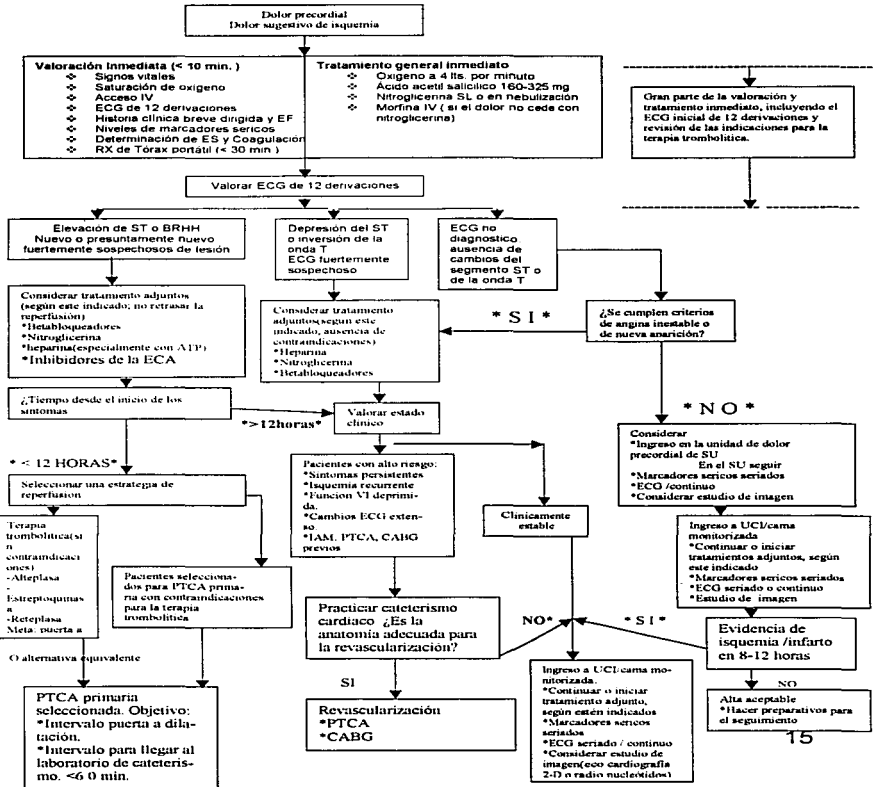 Dolor precordial
Dolor sugestivo de isquemia
Valoración Inmediata (< 10 min. )
❖ Signos vitales
❖ Saturación de oxigeno
❖ Acceso IV
❖ ECG de 12 derivaciones
❖ Historia clínica breve dirigida y EF
❖ Niveles de marcadores sericos
❖ Determinación de ES y Coagulación
❖ RX de Tórax portátil (< 30 min )
Tratamiento general inmediato
❖ Oxigeno a 4 lts. por minuto
❖ Ácido acetil salicilico 160-325 mg
❖ Nitroglicerina SL o en nebulización
❖ Morfina IV ( si el dolor no cede con
nitroglicerina)
Gran parte de la valoración y
tratamiento inmediato, incluyendo el
ECG inicial de 12 derivaciones y
revisión de las indicaciones para la
terapia trombolitica.
Valorar ECG de 12 derivaciones
Elevación de ST o BRHH
Nuevo o presuntamente nuevo
fuertemente sospechosos de lesión
Depresión del ST
o inversión de la
onda T
ECG fuertemente
sospechoso
ECG no
diagnostico
ausencia de
cambios del
segmento ST o
de la onda T
Considerar tratamiento adjuntos
(según este indicado; no retrasar la
reperfusión)
*Betabloqueadores
*Nitroglicerina
*heparina(especialmente con ATP)
*Inhibidores de la ECA
Considerar tratamiento
adjuntos(segun este
indicado, ausencia de
contraindicaciones)
*Heparina
*Nitroglicerina
*Betabloqueadores
* S I *
¿Se cumplen criterios
de angina inestable o
de nueva aparición?
¿Tiempo desde el inicio de los
sintomas
*>12horas*
Valorar estado
clinico
* N O *
* < 12 HORAS*
Considerar
*Ingreso en la unidad de dolor
precordial de SU
En el SU seguir
*Marcadores sericos seriados
*ECG /continuo
*Considerar estudio de imagen
Seleccionar una estrategia de
reperfusion
Pacientes con alto riesgo:
*Sintomas persistentes
*Isquemia recurrente
*Funcion VI deprimi-
da.
*Cambios ECG exten-
so.
*IAM, PTCA, CABG
previos
Clinicamente
estable
Terapia
trombolitica(si
n
contraindicaci
ones)
-Alteplasa
-
Estreptoquinas
a
-Reteplasa
Meta: puerta a
Pacientes selecciona-
dos para PTCA prima-
ria con contraindicaciones
para la terapia
trombolitica
Ingreso a UCI/cama
monitorizada
*Continuar o iniciar
tratamientos adjuntos, según
este indicado
*Marcadores sericos seriados
*ECG seriado o continuo
*Estudio de imagen
Practicar cateterismo
cardiaco ¿Es la
anatomía adecuada para
la revascularización?
NO*
* S I *
Evidencia de
isquemia /infarto
en 8-12 horas
O alternativa equivalente
SI
NO
PTCA primaria
seleccionada. Objetivo:
*Intervalo puerta a dila-
tación.
*Intervalo para llegar al
laboratorio de cateteris-
mo. <6 0 min.
Revascularización
*PTCA
*CABG
Ingreso a UCI/cama mo-
nitorizada.
*Continuar o iniciar
tratamiento adjunto,
según estén indicados
*Marcadores sericos
seriados
*ECG seriado / continuo
*Considerar estudio de
imagen(eco cardiografía
2-D o radio nucleótidos)
Alta aceptable
*Hacer preparativos para
el seguimiento
15